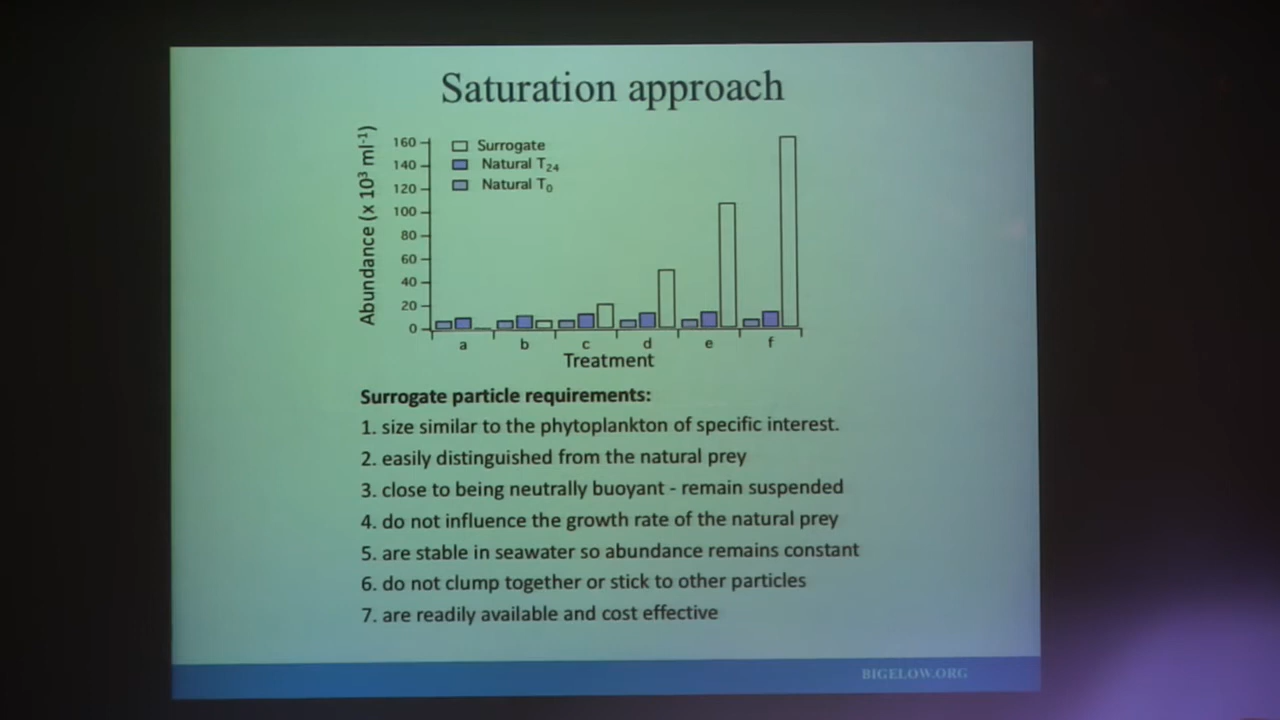 Saturation approach
Abundance (x 10³ ml⁻¹)
160
140
120
100
80
60
40
20
0
Surrogate
Natural T₂₄
Natural T₀
a b c d e f
Treatment
Surrogate particle requirements:
1. size similar to the phytoplankton of specific interest.
2. easily distinguished from the natural prey
3. close to being neutrally buoyant - remain suspended
4. do not influence the growth rate of the natural prey
5. are stable in seawater so abundance remains constant
6. do not clump together or stick to other particles
7. are readily available and cost effective
BIGELOW.ORG